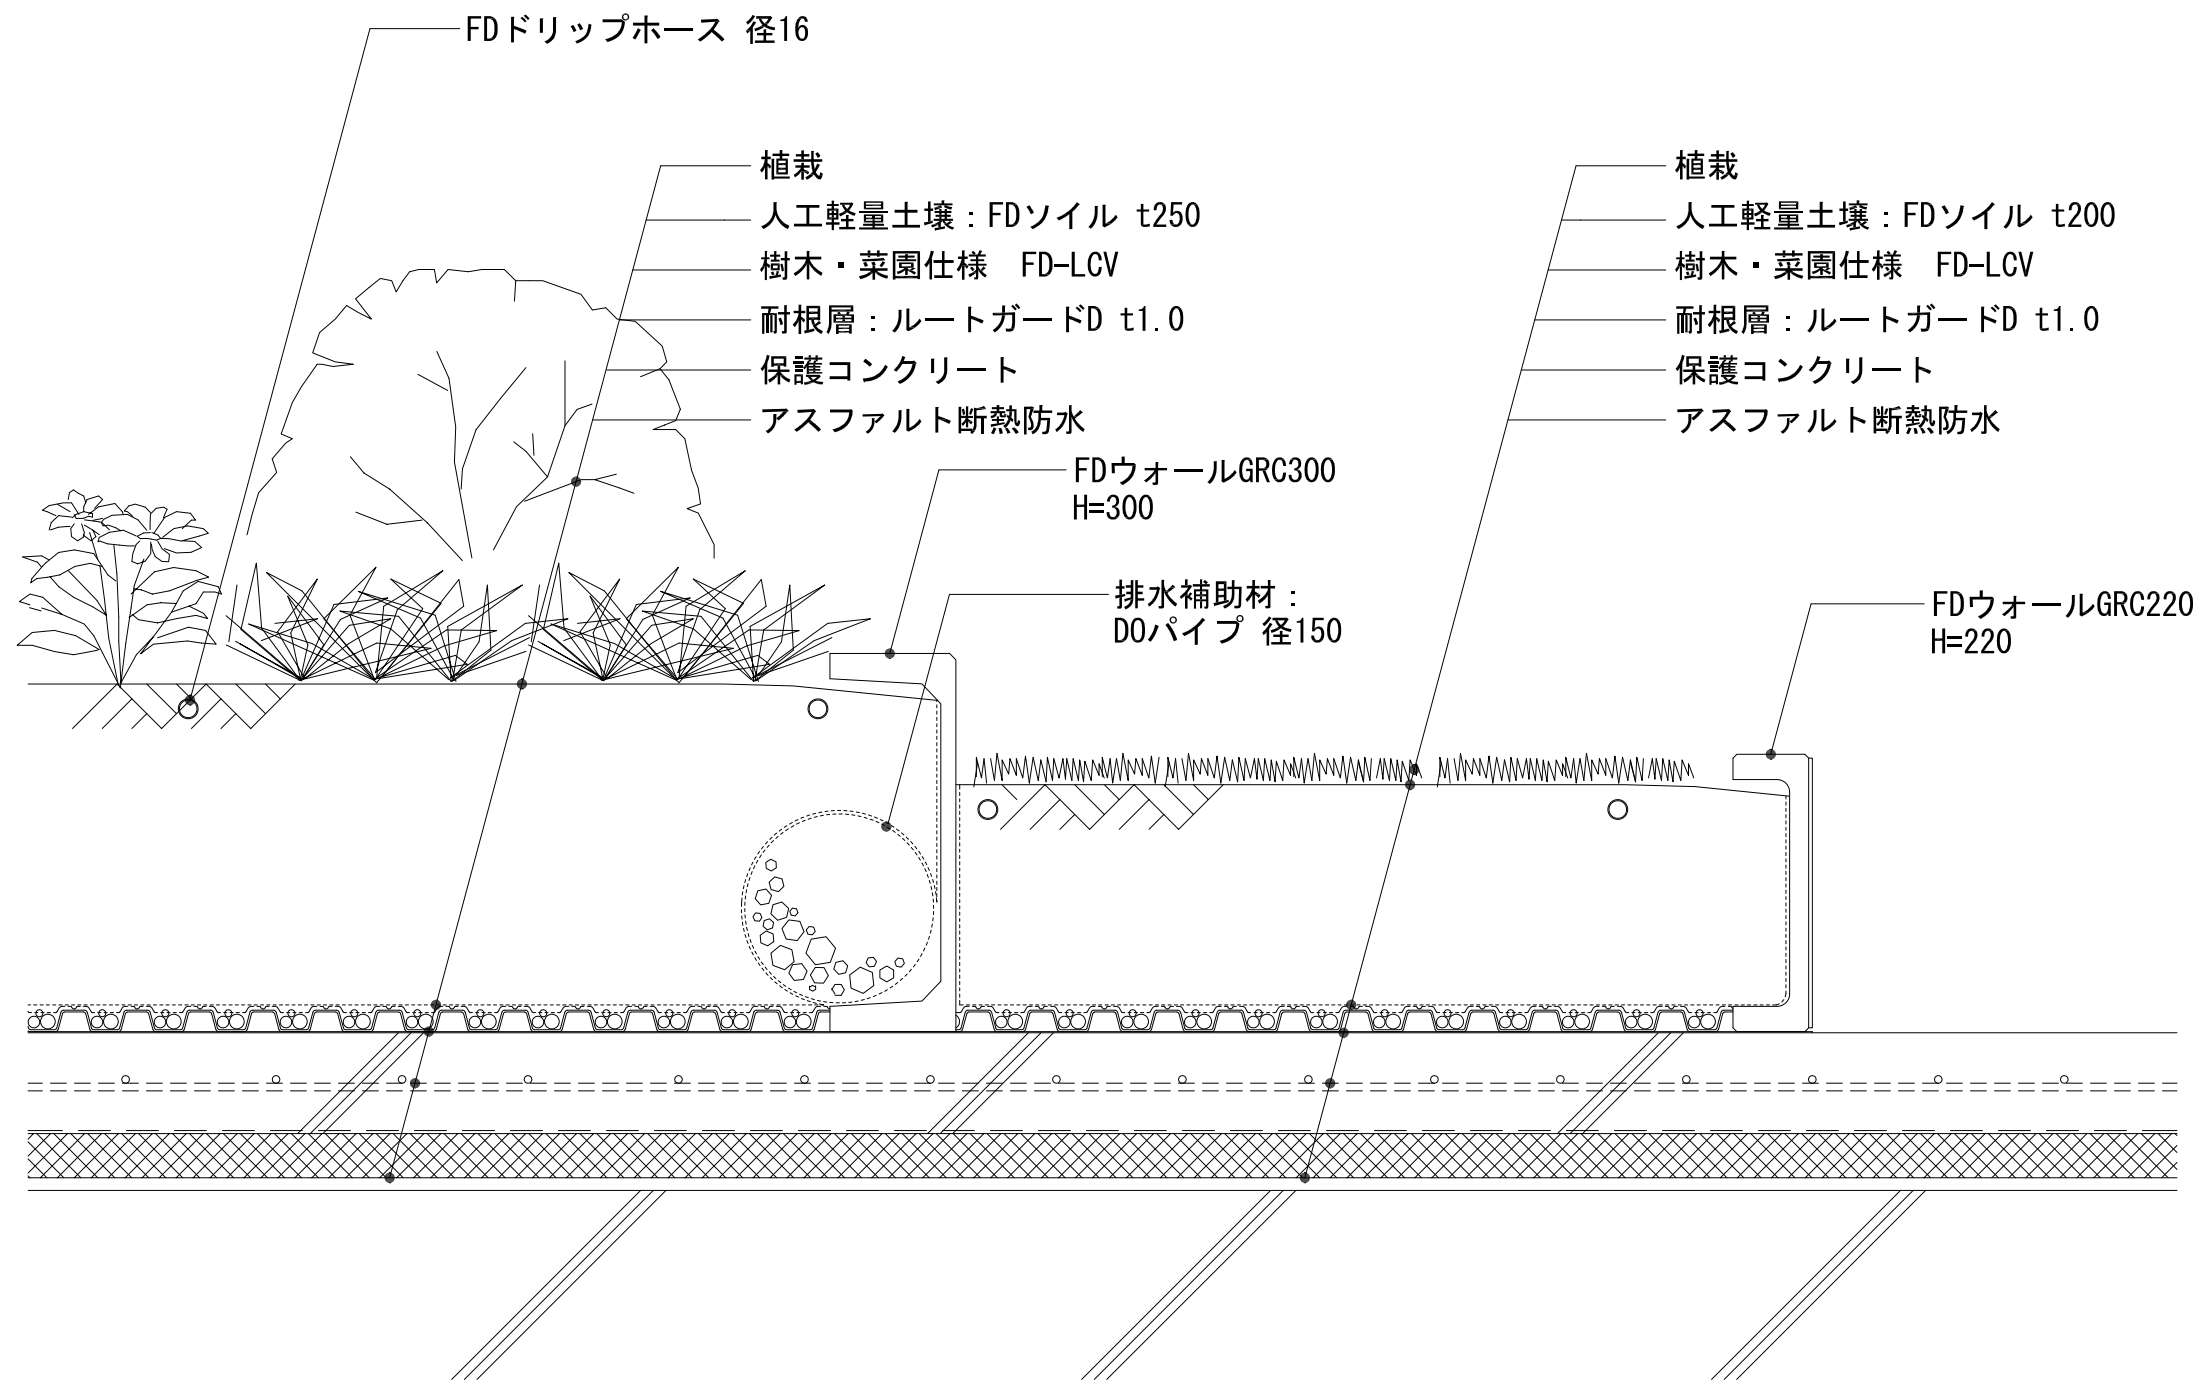 FDドリップホース 径16
植栽
人工軽量土壌：FDソイル t250
樹木・菜園仕様　FD-LCV
耐根層：ルートガードD t1.0
保護コンクリート
アスファルト断熱防水
植栽
人工軽量土壌：FDソイル t200
樹木・菜園仕様　FD-LCV
耐根層：ルートガードD t1.0
保護コンクリート
アスファルト断熱防水
FDウォールGRC300
H=300
排水補助材：
DOパイプ 径150
FDウォールGRC220
H=220